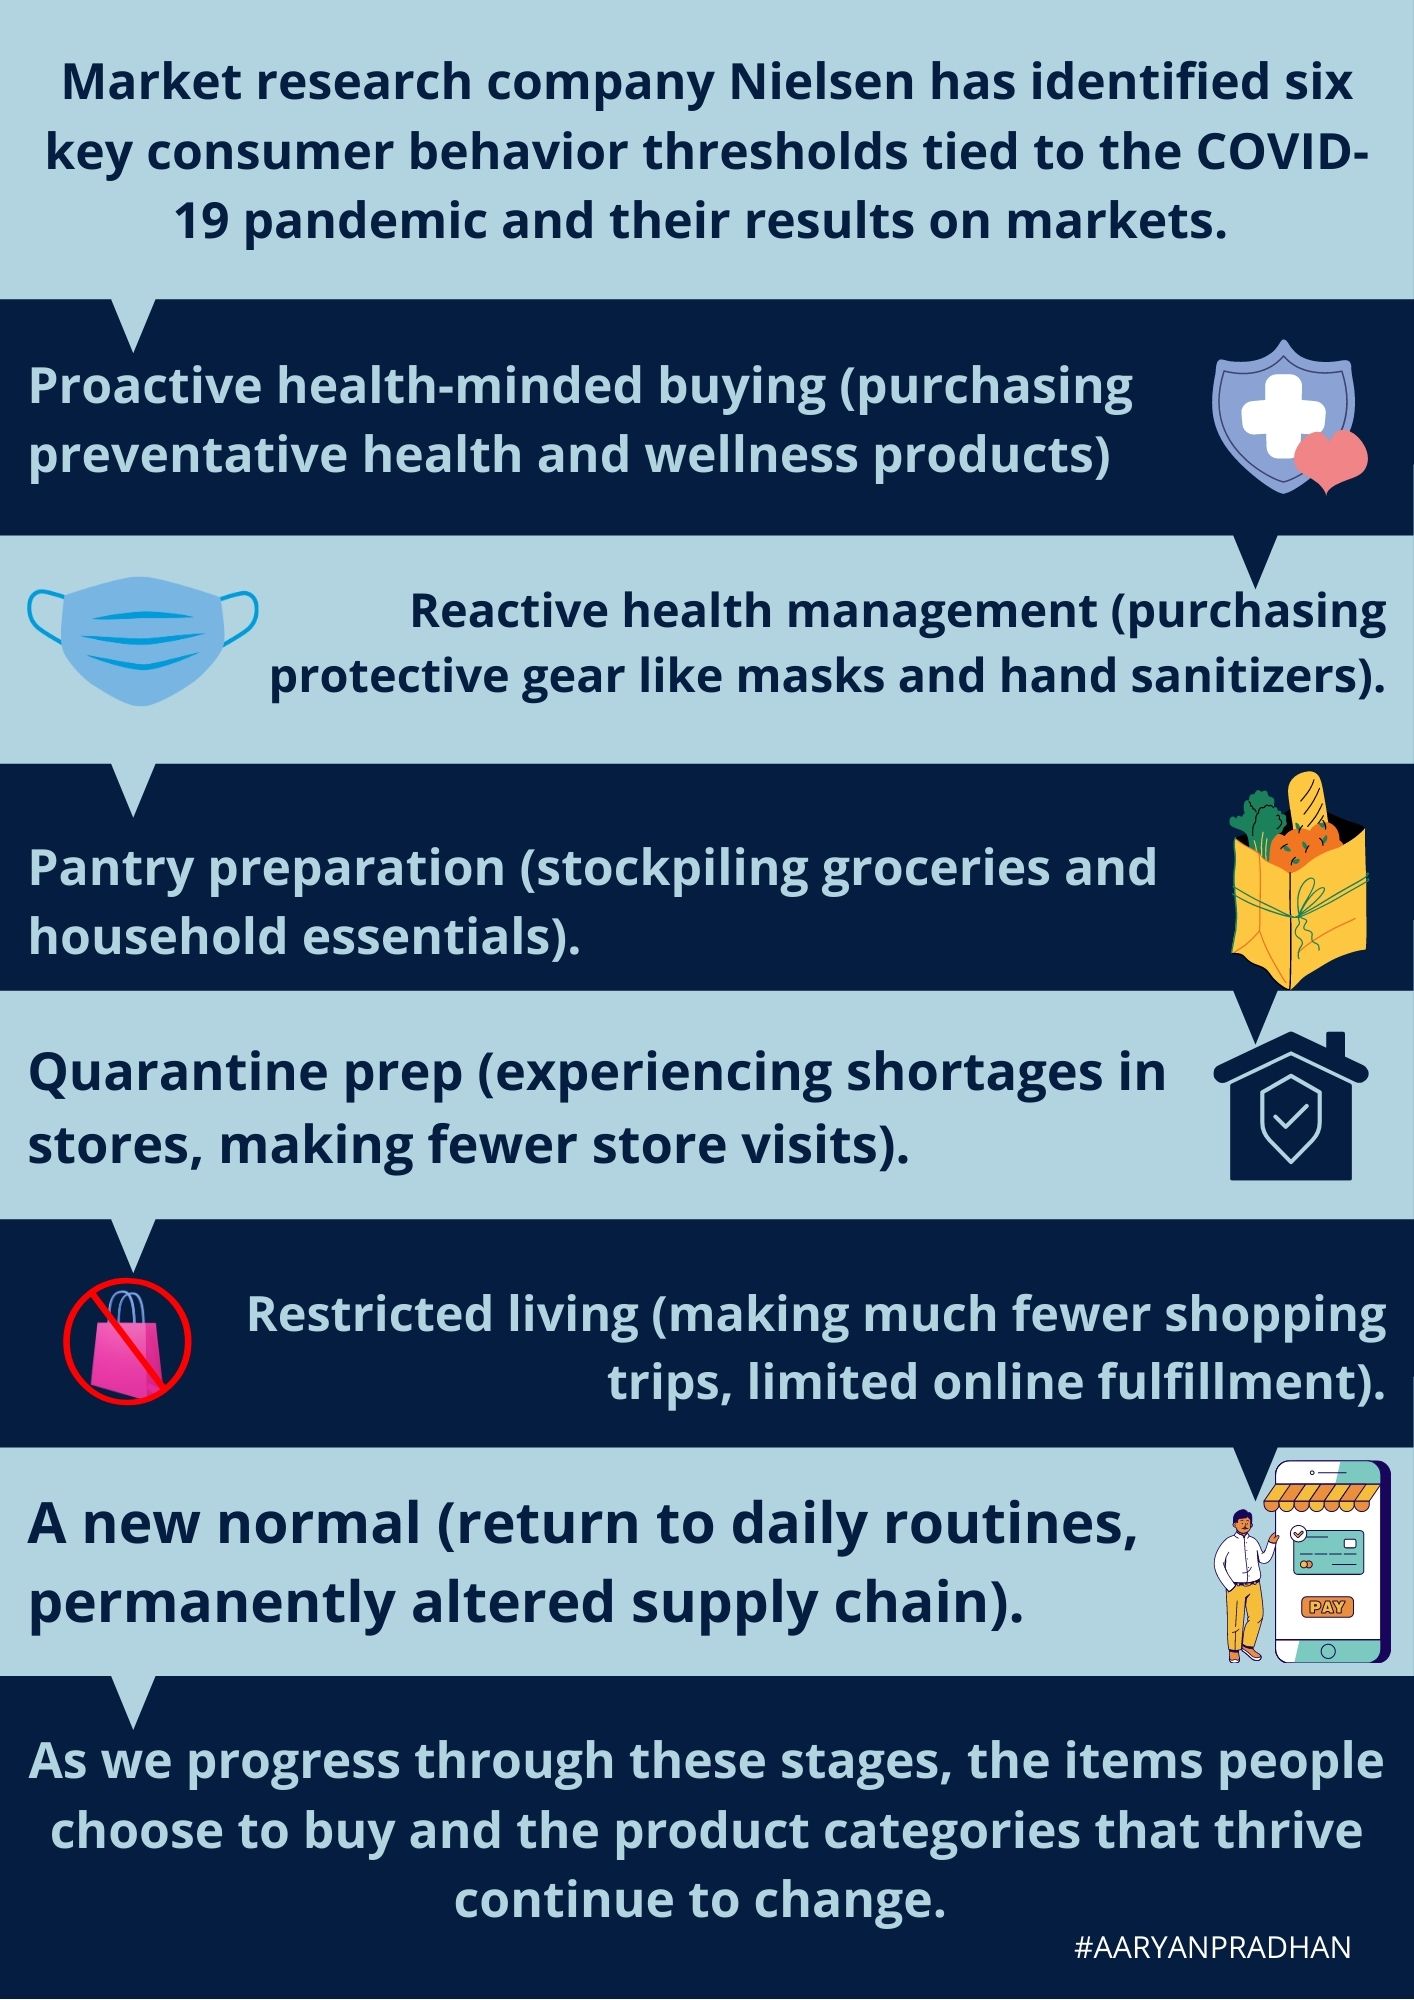 Market research company Nielsen has identified six
key consumer behavior thresholds tied to the COVID-
19 pandemic and their results on markets.
Proactive health-minded buying (purchasing
preventative health and wellness products)
Reactive health management (purchasing
protective gear like masks and hand sanitizers).
Pantry preparation (stockpiling groceries and
household essentials).
Quarantine prep (experiencing shortages in
stores, making fewer store visits).
Restricted living (making much fewer shopping
trips, limited online fulfillment).
A new normal (return to daily routines,
permanently altered supply chain).
PAY
As we progress through these stages, the items people
choose to buy and the product categories that thrive
continue to change.
#AARYANPRADHAN